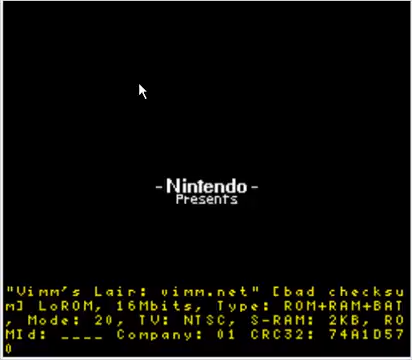 -Nintendo-
Presents
"Vimm's Lair: vimm.net" [bad checksu
m] LoROM, 16Mbits, Type: ROM+RAM+BAT
, Mode: 20, TV: NTSC, S-RAM: 2KB, RO
MId: ____ Company: 01 CRC32: 74A1D57
0